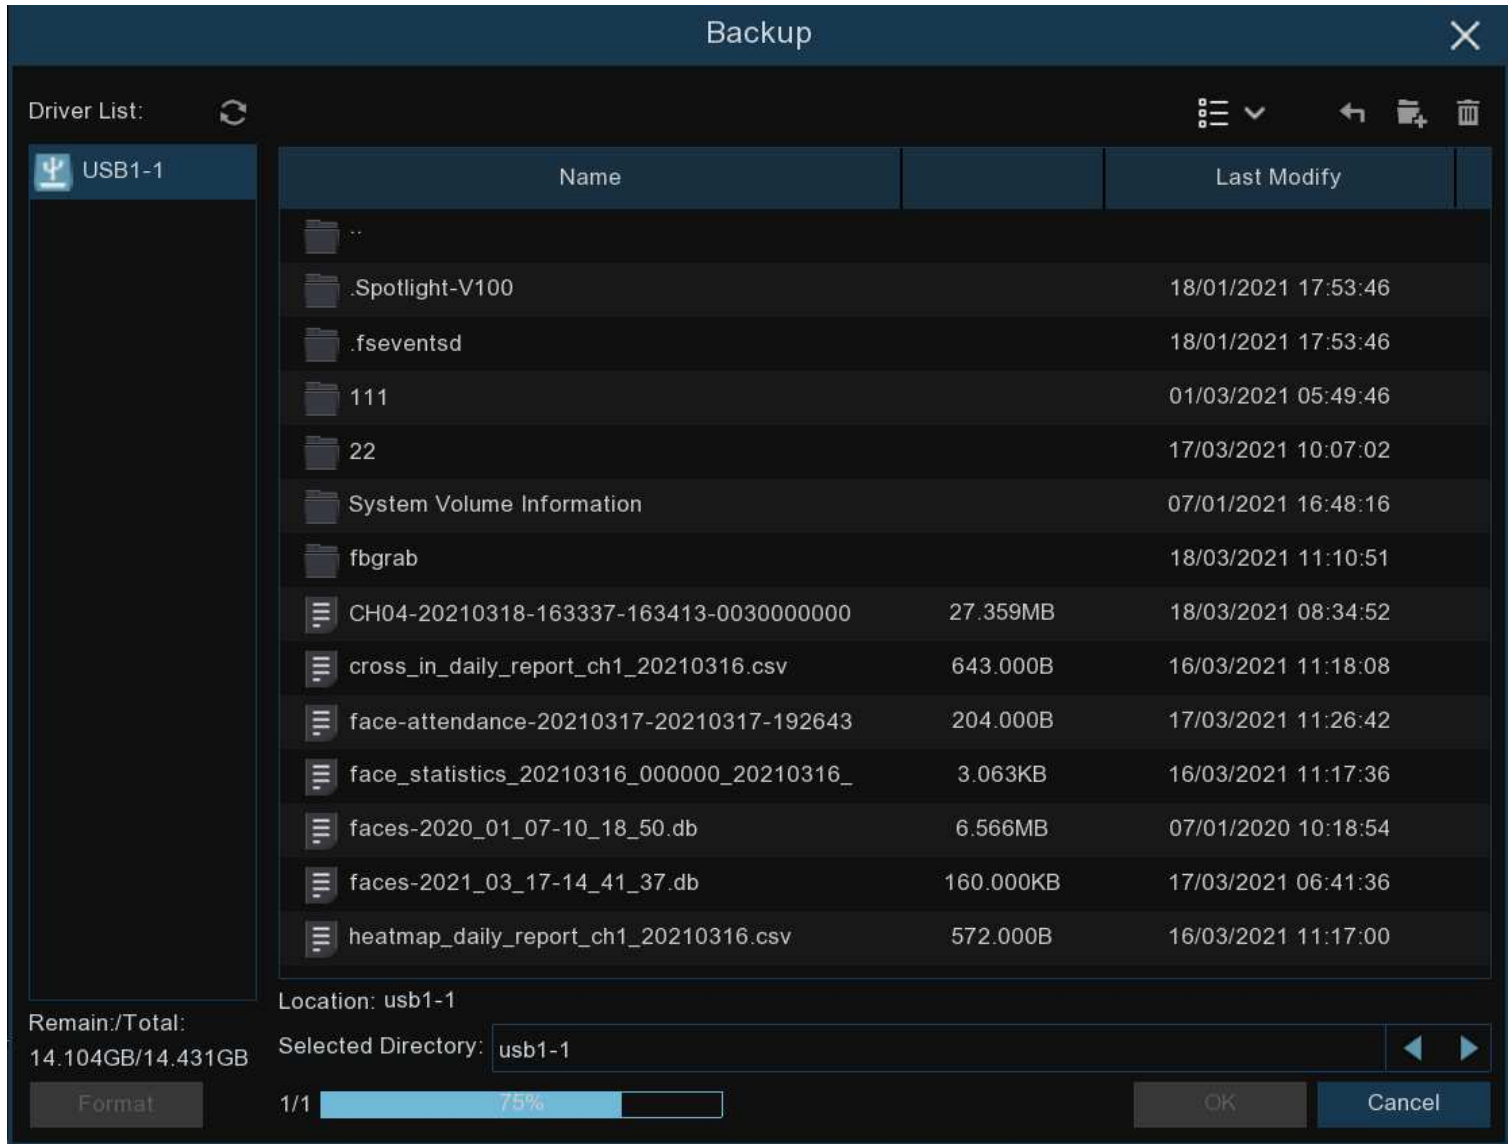 Backup
Driver List:
USB1-1
Name Last Modify
..
.Spotlight-V100 18/01/2021 17:53:46
.fseventsd 18/01/2021 17:53:46
111 01/03/2021 05:49:46
22 17/03/2021 10:07:02
System Volume Information 07/01/2021 16:48:16
fbgrab 18/03/2021 11:10:51
CH04-20210318-163337-163413-0030000000 27.359MB 18/03/2021 08:34:52
cross_in_daily_report_ch1_20210316.csv 643.000B 16/03/2021 11:18:08
face-attendance-20210317-20210317-192643 204.000B 17/03/2021 11:26:42
face_statistics_20210316_000000_20210316_ 3.063KB 16/03/2021 11:17:36
faces-2020_01_07-10_18_50.db 6.566MB 07/01/2020 10:18:54
faces-2021_03_17-14_41_37.db 160.000KB 17/03/2021 06:41:36
heatmap_daily_report_ch1_20210316.csv 572.000B 16/03/2021 11:17:00
Location: usb1-1
Remain:/Total:
14.104GB/14.431GB
Selected Directory: usb1-1
Format
1/1 75%
OK Cancel